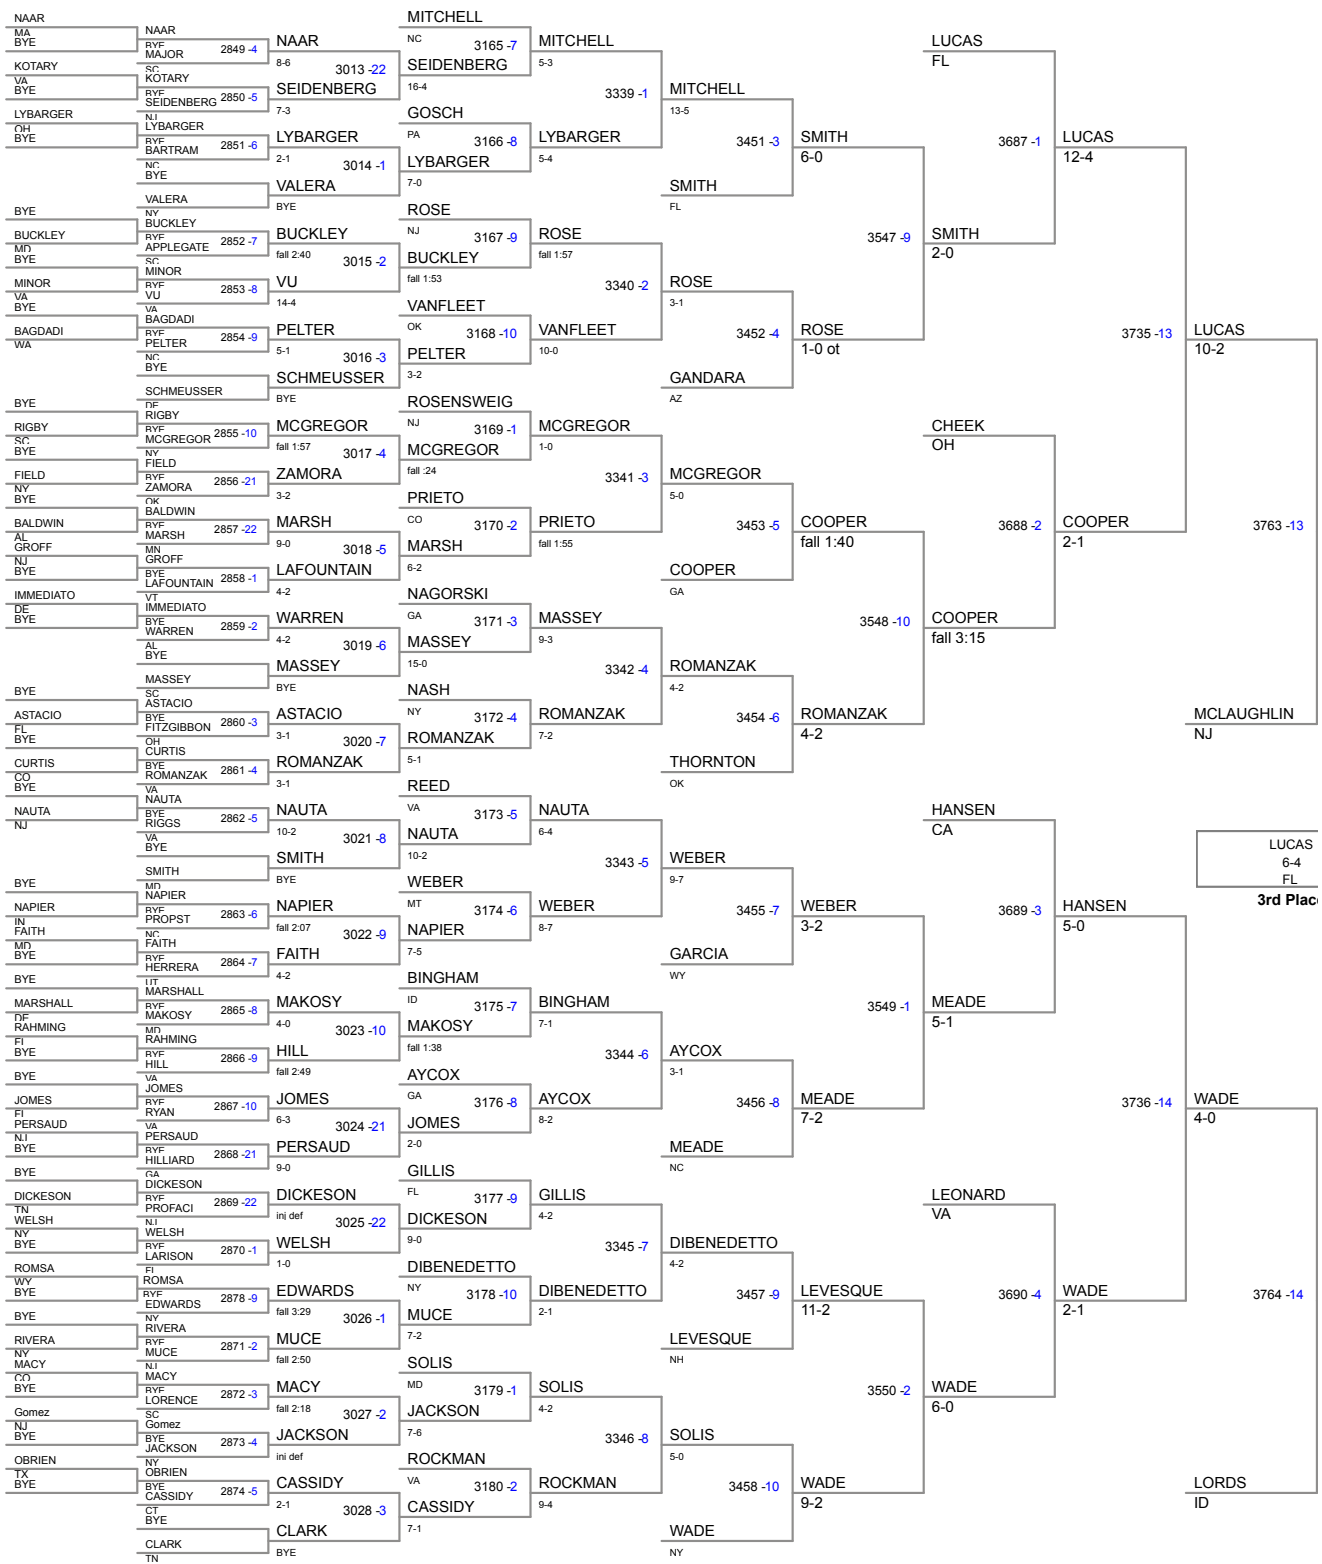 NAAR
MA
BYE
KOTARY
VA
BYE
LYBARGER
OH
BYE
BYE
BUCKLEY
MD
BYE
MINOR
VA
BYE
BAGDADI
WA
BYE
RIGBY
SC
BYE
FIELD
NY
BYE
BALDWIN
AL
GROFF
NJ
BYE
IMMEDIATO
DE
BYE
BYE
ASTACIO
FL
BYE
CURTIS
CO
BYE
NAUTA
NJ
BYE
NAPIER
IN
FAITH
MD
BYE
BYE
MARSHALL
DE
RAHMING
FL
BYE
BYE
JOMES
FL
PERSAUD
NJ
BYE
BYE
DICKESON
TN
WELSH
NY
BYE
ROMSA
WY
BYE
BYE
RIVERA
NY
MACY
CO
BYE
Gomez
NJ
BYE
OBRIEN
TX
BYE
NAAR
BYE
MAJOR
2849 -4
SC
KOTARY
BYE
SEIDENBERG
2850 -5
NJ
LYBARGER
BYE
BARTRAM
2851 -6
NC
BYE
VALERA
NY
BUCKLEY
BYE
APPLEGATE
2852 -7
SC
MINOR
BYE
VU
2853 -8
VA
BAGDADI
BYE
PELTER
2854 -9
NC
BYE
SCHMEUSSER
DE
RIGBY
BYE
MCGREGOR
2855 -10
NY
FIELD
BYE
ZAMORA
2856 -21
OK
BALDWIN
BYE
MARSH
2857 -22
MN
GROFF
BYE
LAFOUNTAIN
2858 -1
VT
IMMEDIATO
BYE
WARREN
2859 -2
AL
BYE
MASSEY
SC
ASTACIO
BYE
FITZGIBBON
2860 -3
OH
CURTIS
BYE
ROMANZAK
2861 -4
VA
NAUTA
BYE
RIGGS
2862 -5
VA
BYE
SMITH
MD
NAPIER
BYE
PROPST
2863 -6
NC
FAITH
BYE
HERRERA
2864 -7
UT
MARSHALL
BYE
MAKOSY
2865 -8
MD
RAHMING
BYE
HILL
2866 -9
VA
JOMES
BYE
RYAN
2867 -10
VA
PERSAUD
BYE
HILLIARD
2868 -21
GA
DICKESON
BYE
PROFACI
2869 -22
NJ
WELSH
BYE
LARISON
2870 -1
FL
ROMSA
BYE
EDWARDS
2878 -9
NY
RIVERA
BYE
MUCE
2871 -2
NJ
MACY
BYE
LORENCE
2872 -3
SC
Gomez
BYE
JACKSON
2873 -4
NY
OBRIEN
BYE
CASSIDY
2874 -5
CT
BYE
CLARK
TN
NAAR
8-6
3013 -22
SEIDENBERG
7-3
LYBARGER
2-1
3014 -1
VALERA
BYE
BUCKLEY
fall 2:40
3015 -2
VU
14-4
PELTER
5-1
3016 -3
SCHMEUSSER
BYE
MCGREGOR
fall 1:57
3017 -4
ZAMORA
3-2
MARSH
9-0
3018 -5
LAFOUNTAIN
4-2
WARREN
4-2
3019 -6
MASSEY
BYE
ASTACIO
3-1
3020 -7
ROMANZAK
3-1
NAUTA
10-2
3021 -8
SMITH
BYE
NAPIER
fall 2:07
3022 -9
FAITH
4-2
MAKOSY
4-0
3023 -10
HILL
fall 2:49
JOMES
6-3
3024 -21
PERSAUD
9-0
DICKESON
inj def
3025 -22
WELSH
1-0
EDWARDS
fall 3:29
3026 -1
MUCE
fall 2:50
MACY
fall 2:18
3027 -2
JACKSON
inj def
CASSIDY
2-1
3028 -3
CLARK
BYE
MITCHELL
NC
3165 -7
SEIDENBERG
16-4
GOSCH
PA
3166 -8
LYBARGER
7-0
ROSE
NJ
3167 -9
BUCKLEY
fall 1:53
VANFLEET
OK
3168 -10
PELTER
3-2
ROSENSWEIG
NJ
3169 -1
MCGREGOR
fall :24
PRIETO
CO
3170 -2
MARSH
6-2
NAGORSKI
GA
3171 -3
MASSEY
15-0
NASH
NY
3172 -4
ROMANZAK
5-1
REED
VA
3173 -5
NAUTA
10-2
WEBER
MT
3174 -6
NAPIER
7-5
BINGHAM
ID
3175 -7
MAKOSY
fall 1:38
AYCOX
GA
3176 -8
JOMES
2-0
GILLIS
FL
3177 -9
DICKESON
9-0
DIBENEDETTO
NY
3178 -10
MUCE
7-2
SOLIS
MD
3179 -1
JACKSON
7-6
ROCKMAN
VA
3180 -2
CASSIDY
7-1
MITCHELL
5-3
3339 -1
LYBARGER
5-4
ROSE
fall 1:57
3340 -2
VANFLEET
10-0
MCGREGOR
1-0
3341 -3
PRIETO
fall 1:55
MASSEY
9-3
3342 -4
ROMANZAK
7-2
NAUTA
6-4
3343 -5
WEBER
8-7
BINGHAM
7-1
3344 -6
AYCOX
8-2
GILLIS
4-2
3345 -7
DIBENEDETTO
2-1
SOLIS
4-2
3346 -8
ROCKMAN
9-4
MITCHELL
13-5
3451 -3
SMITH
FL
ROSE
3-1
3452 -4
GANDARA
AZ
MCGREGOR
5-0
3453 -5
COOPER
GA
ROMANZAK
4-2
3454 -6
THORNTON
OK
WEBER
9-7
3455 -7
GARCIA
WY
AYCOX
3-1
3456 -8
MEADE
NC
DIBENEDETTO
4-2
3457 -9
LEVESQUE
NH
SOLIS
5-0
3458 -10
WADE
NY
SMITH
6-0
3547 -9
ROSE
1-0 ot
COOPER
fall 1:40
3548 -10
ROMANZAK
4-2
WEBER
3-2
3549 -1
MEADE
7-2
LEVESQUE
11-2
3550 -2
WADE
9-2
LUCAS
FL
3687 -1
SMITH
2-0
CHEEK
OH
3688 -2
COOPER
fall 3:15
HANSEN
CA
3689 -3
MEADE
5-1
LEONARD
VA
3690 -4
WADE
6-0
LUCAS
12-4
3735 -13
COOPER
2-1
HANSEN
5-0
3736 -14
WADE
2-1
LUCAS
10-2
3763 -13
MCLAUGHLIN
NJ
WADE
4-0
3764 -14
LORDS
ID
LUCAS
6-4
FL
3rd Plac